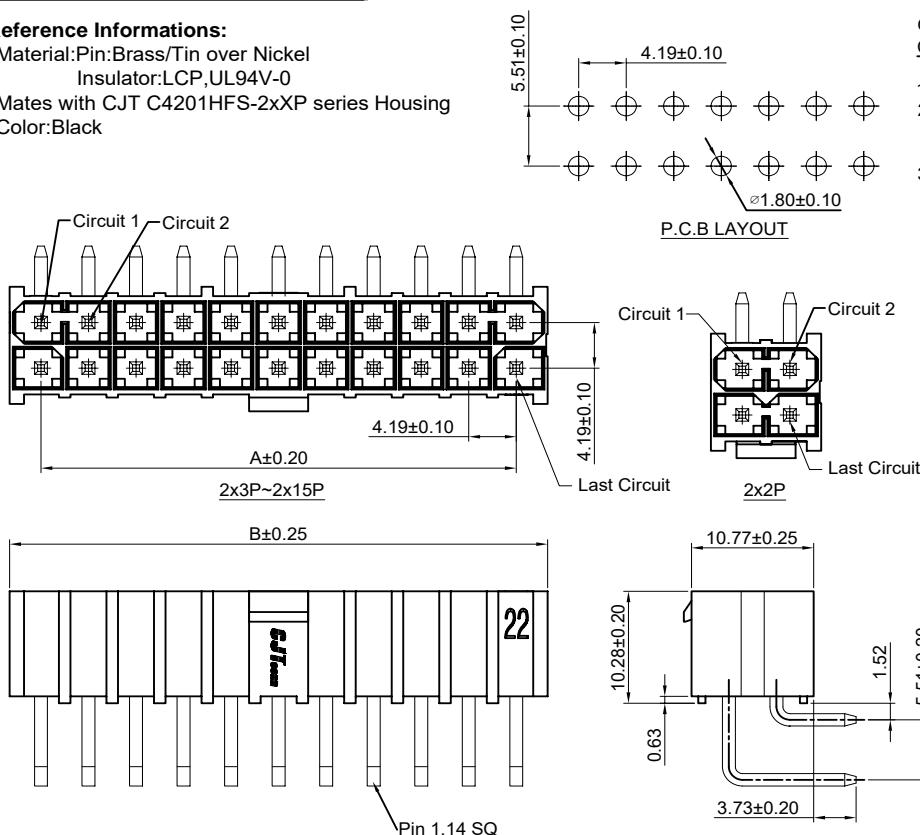 eference Informations:
Material:Pin:Brass/Tin over Nickel
Insulator:LCP,UL94V-0
Mates with CJT C4201HFS-2xXP series Housing
Color:Black
5.51±0.10
4.19±0.10
⌀1.80±0.10
P.C.B LAYOUT
Circuit 1
Circuit 2
4.19±0.10
4.19±0.10
A±0.20
Last Circuit
2x3P~2x15P
Circuit 1
Circuit 2
Last Circuit
2x2P
B±0.25
22
CJTconn
Pin 1.14 SQ
10.77±0.25
10.28±0.20
0.63
1.52
3.73±0.20